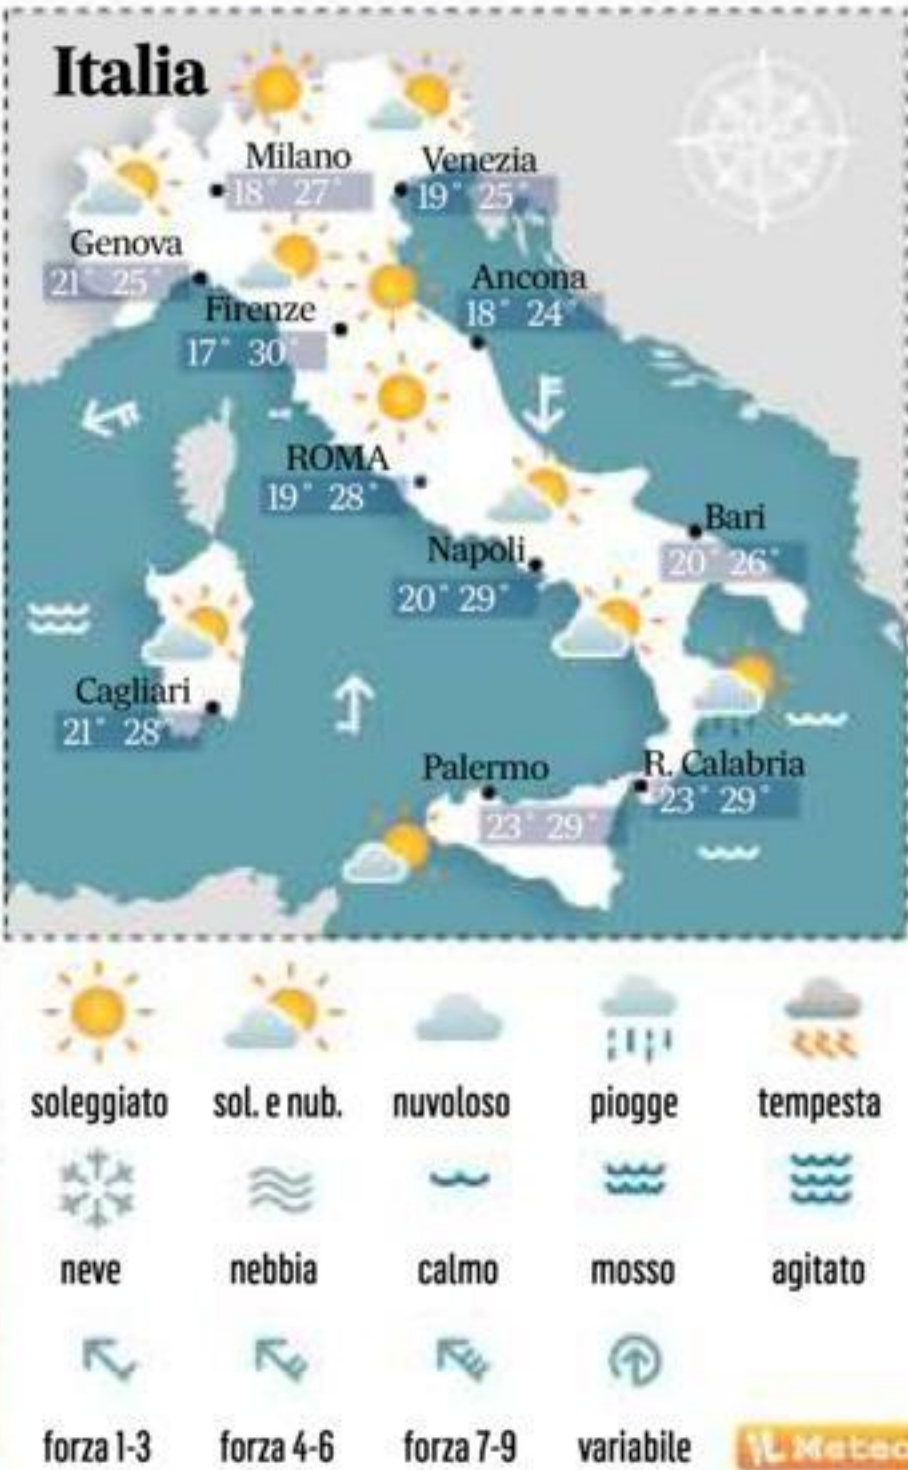 Italia
Milano
18° 27°
Venezia
19° 25°
Genova
21° 25°
Ancona
18° 24°
Firenze
17° 30°
ROMA
19° 28°
Bari
20° 26°
Napoli
20° 29°
Cagliari
21° 28°
Palermo
23° 29°
R. Calabria
23° 29°
soleggiato sol. e nub. nuvoloso piogge tempesta
neve nebbia calmo mosso agitato
forza 1-3 forza 4-6 forza 7-9 variabile